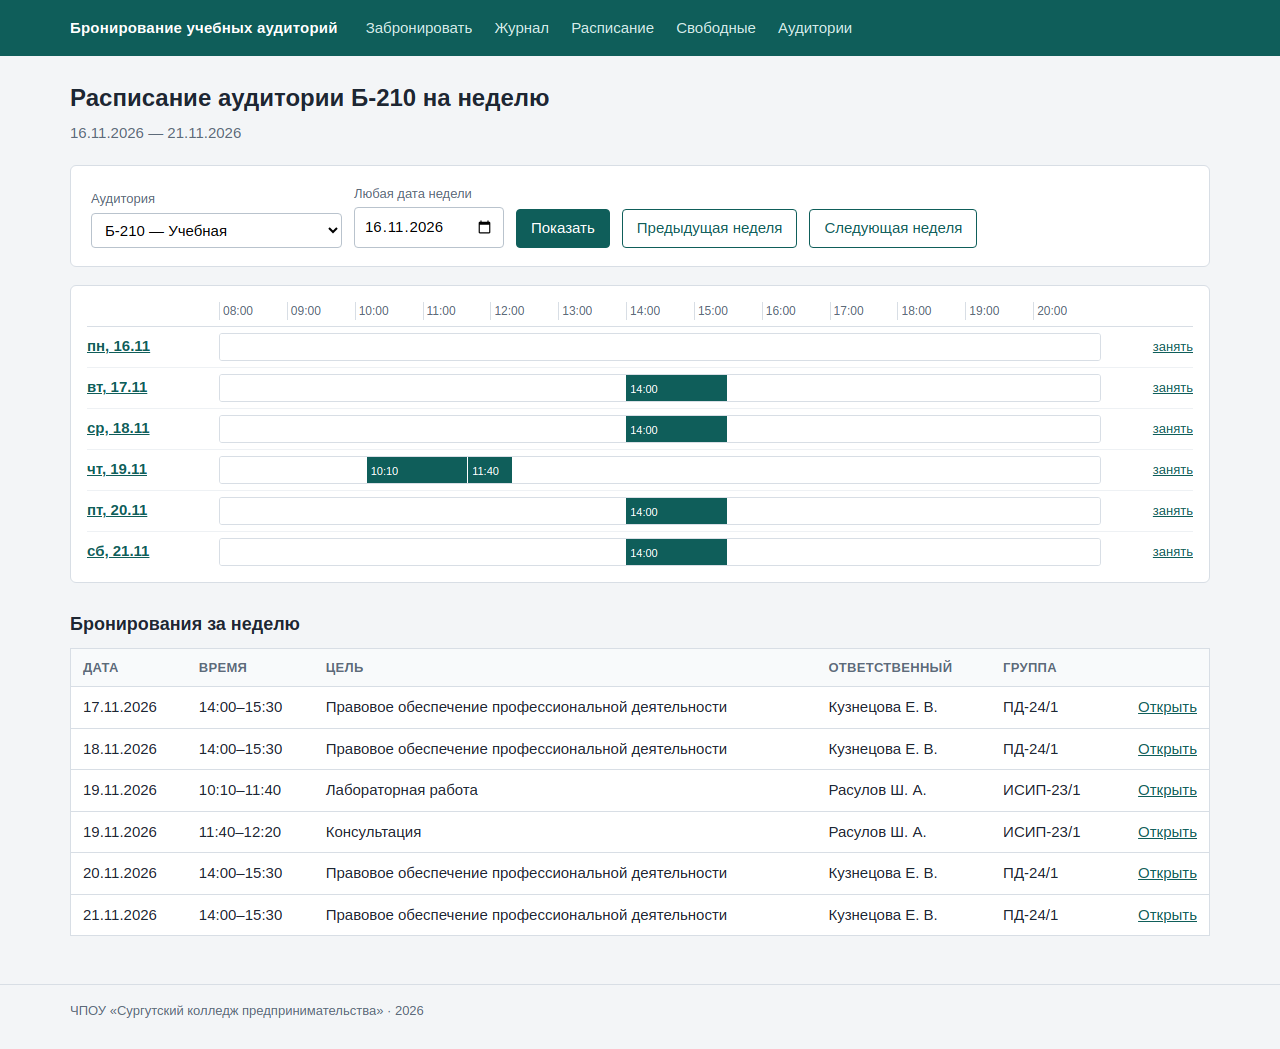 Бронирование учебных аудиторий Забронировать Журнал Расписание Свободные Аудитории
Расписание аудитории Б-210 на неделю
16.11.2026 — 21.11.2026
Аудитория Любая дата недели
Б-210 — Учебная 16.11.2026 Показать Предыдущая неделя Следующая неделя
08:00 09:00 10:00 11:00 12:00 13:00 14:00 15:00 16:00 17:00 18:00 19:00 20:00
пн, 16.11 занять
вт, 17.11 14:00 занять
ср, 18.11 14:00 занять
чт, 19.11 10:10 11:40 занять
пт, 20.11 14:00 занять
сб, 21.11 14:00 занять
Бронирования за неделю
ДАТА ВРЕМЯ ЦЕЛЬ ОТВЕТСТВЕННЫЙ ГРУППА
17.11.2026 14:00–15:30 Правовое обеспечение профессиональной деятельности Кузнецова Е. В. ПД-24/1 Открыть
18.11.2026 14:00–15:30 Правовое обеспечение профессиональной деятельности Кузнецова Е. В. ПД-24/1 Открыть
19.11.2026 10:10–11:40 Лабораторная работа Расулов Ш. А. ИСИП-23/1 Открыть
19.11.2026 11:40–12:20 Консультация Расулов Ш. А. ИСИП-23/1 Открыть
20.11.2026 14:00–15:30 Правовое обеспечение профессиональной деятельности Кузнецова Е. В. ПД-24/1 Открыть
21.11.2026 14:00–15:30 Правовое обеспечение профессиональной деятельности Кузнецова Е. В. ПД-24/1 Открыть
ЧПОУ «Сургутский колледж предпринимательства» · 2026